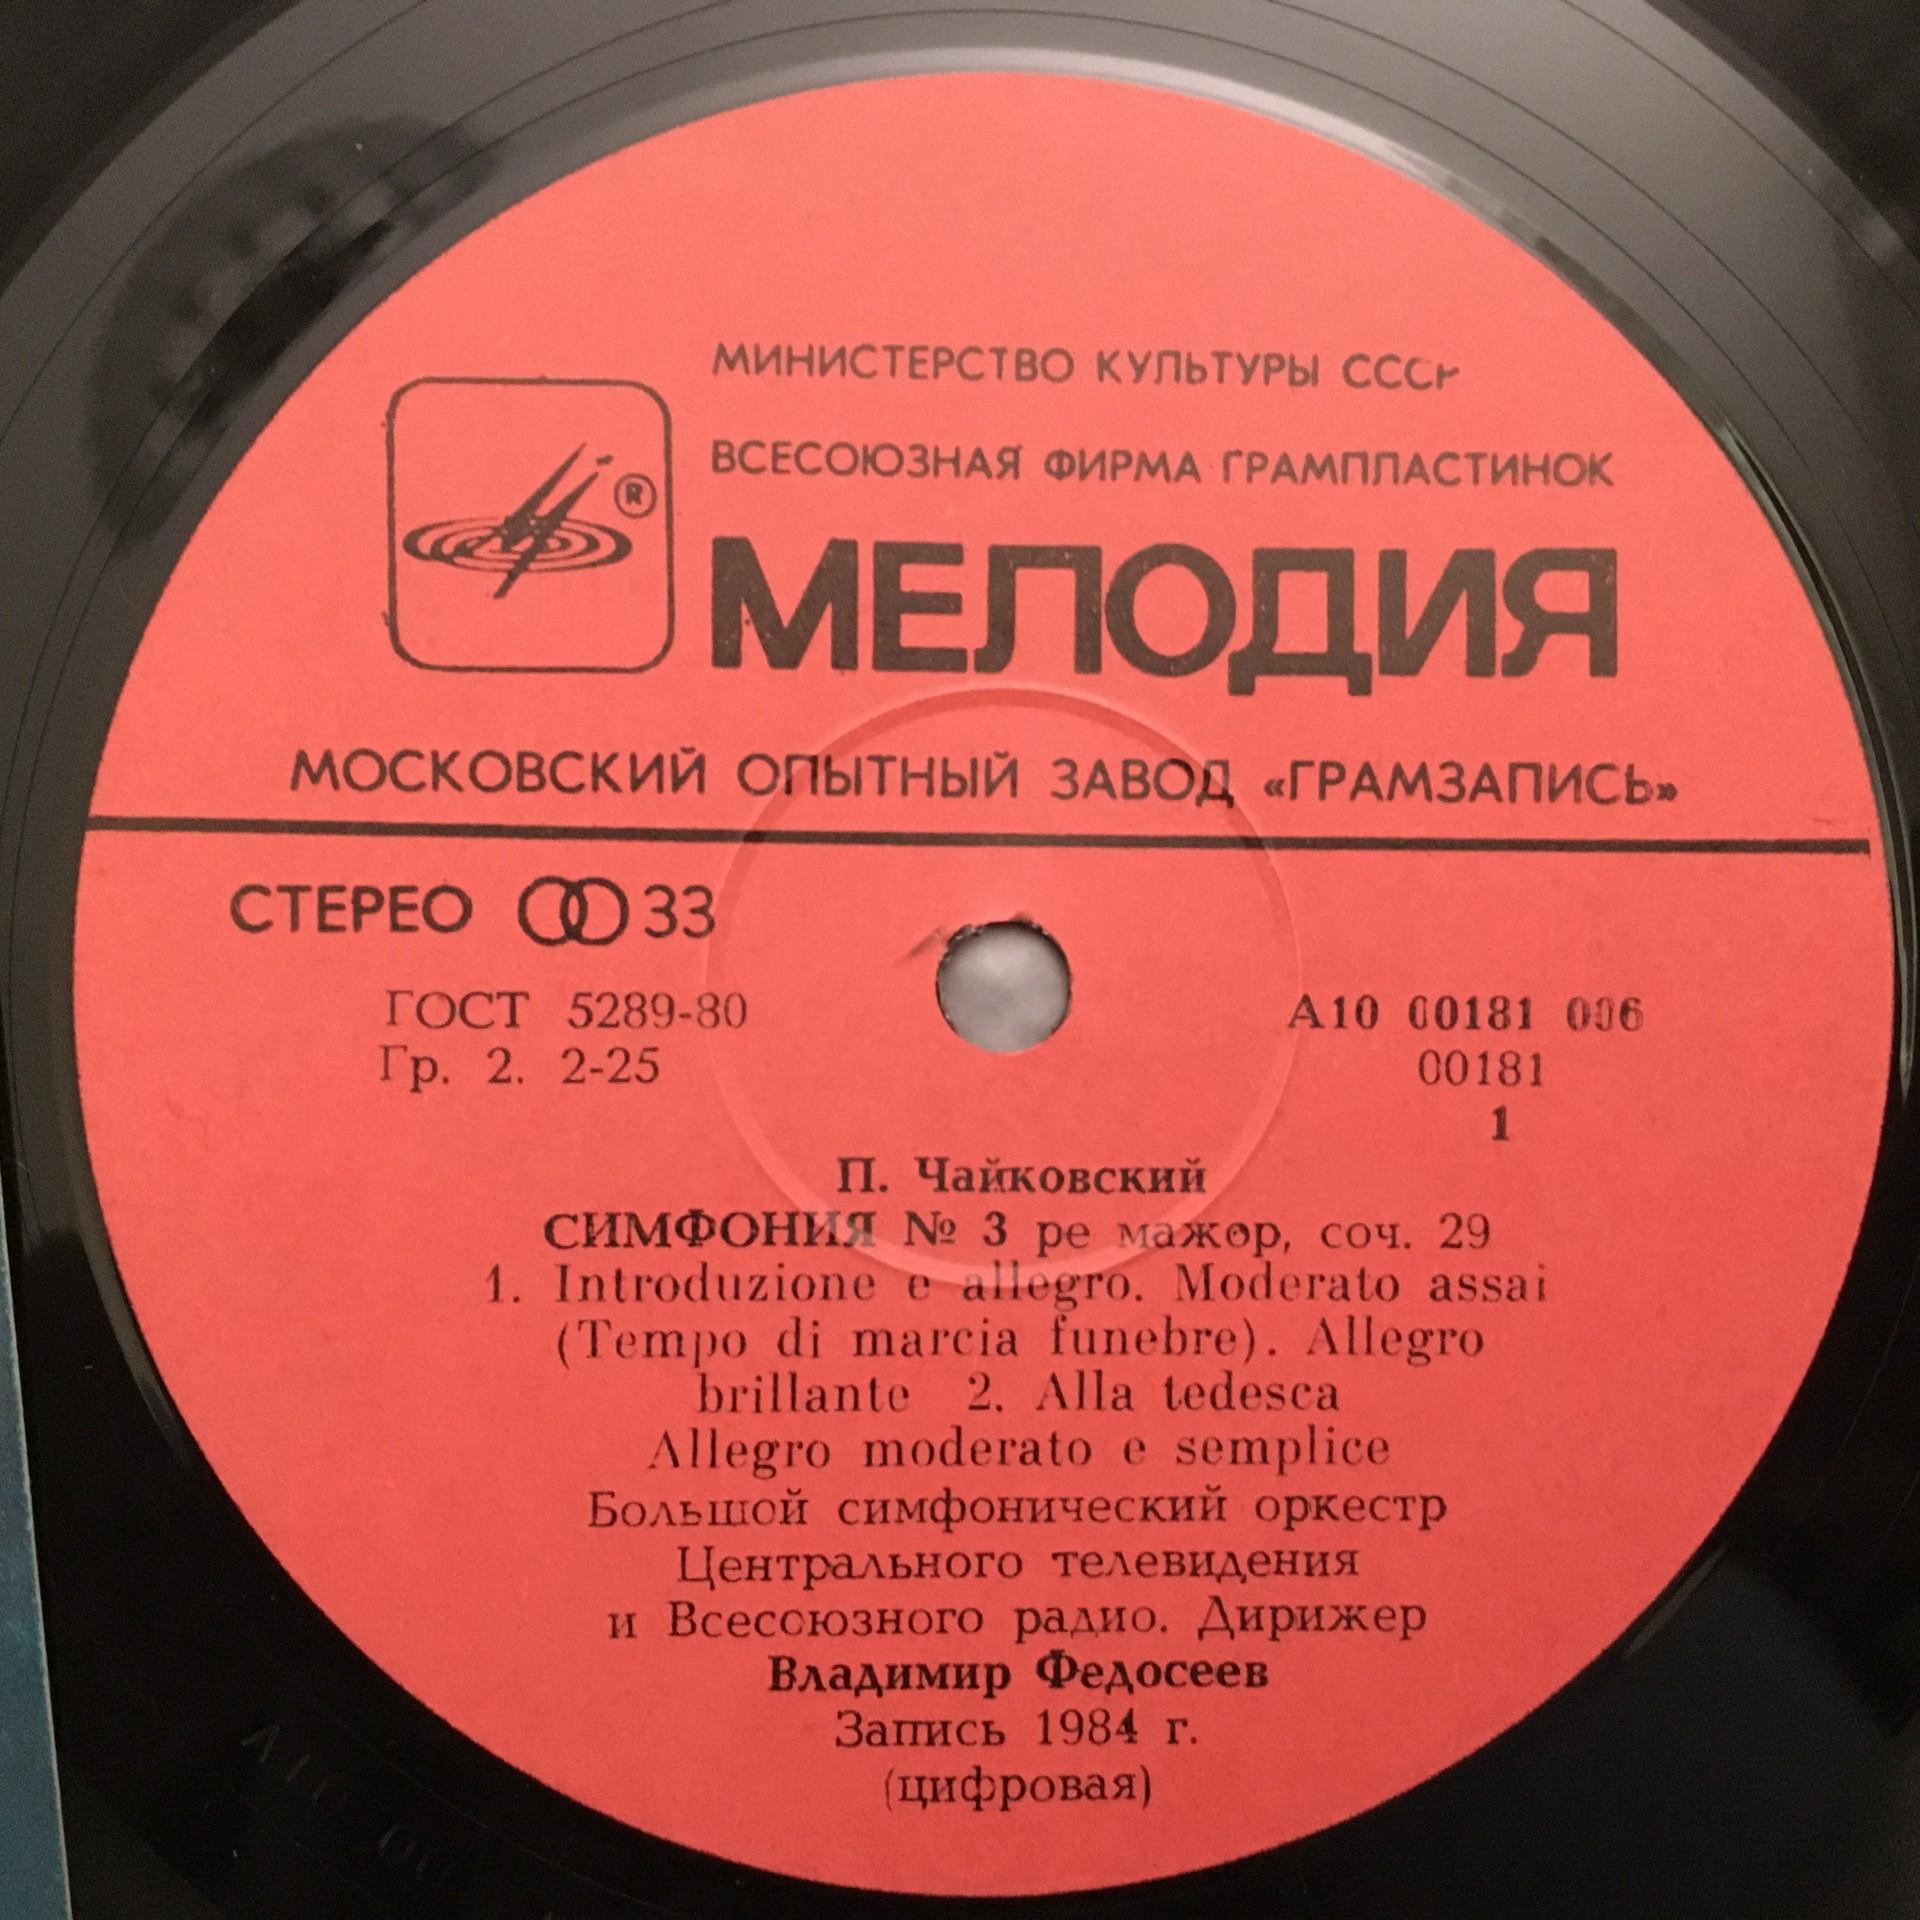 МИНИСТЕРСТВО КУЛЬТУРЫ СССР
ВСЕСОЮЗНАЯ ФИРМА ГРАМПЛАСТИНОК
®
МЕЛОДИЯ
МОСКОВСКИЙ ОПЫТНЫЙ ЗАВОД «ГРАМЗАПИСЬ»
СТЕРЕО 33
ГОСТ 5289-80
Гр. 2. 2-25
А10 00181 006
00181
1
П. Чайковский
СИМФОНИЯ № 3 ре мажор, соч. 29
1. Introduzione e allegro. Moderato assai
(Tempo di marcia funebre). Allegro
brillante 2. Alla tedesca
Allegro moderato e semplice
Большой симфонический оркестр
Центрального телевидения
и Всесоюзного радио. Дирижер
Владимир Федосеев
Запись 1984 г.
(цифровая)